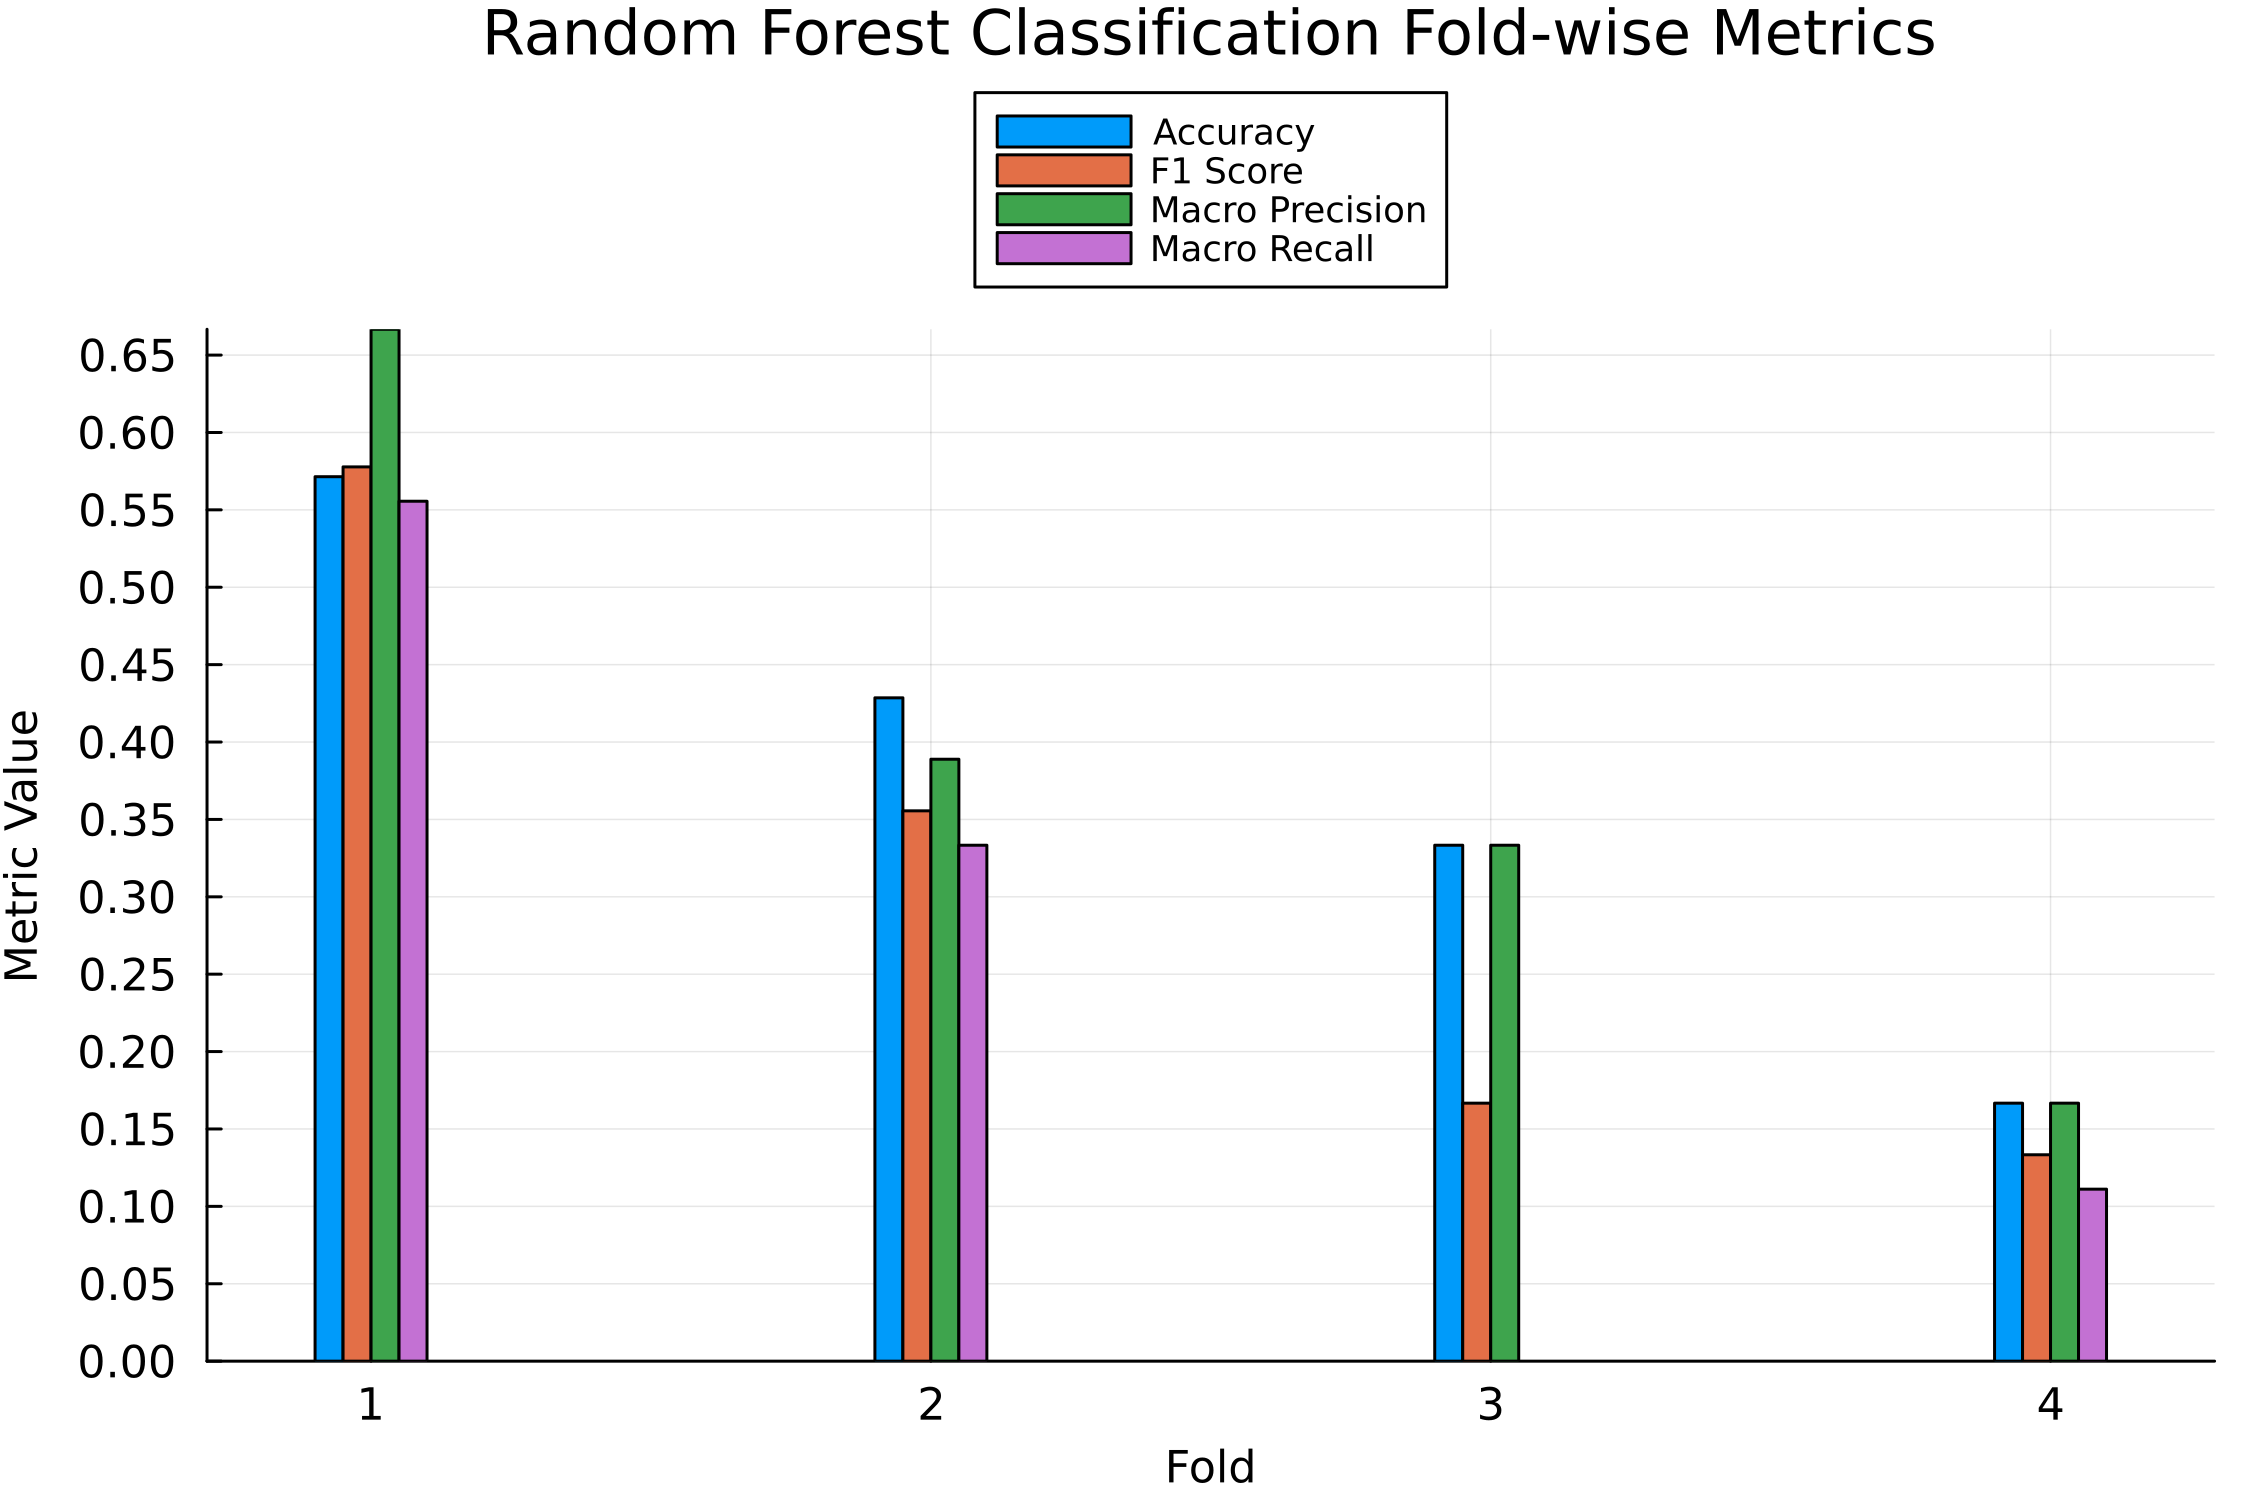 Random Forest Classification Fold-wise Metrics
Accuracy
F1 Score
Macro Precision
Macro Recall
0.65
0.60
0.55
0.50
0.45
0.40
0.35
0.30
0.25
0.20
0.15
0.10
0.05
0.00
Metric Value
1 2 3 4
Fold